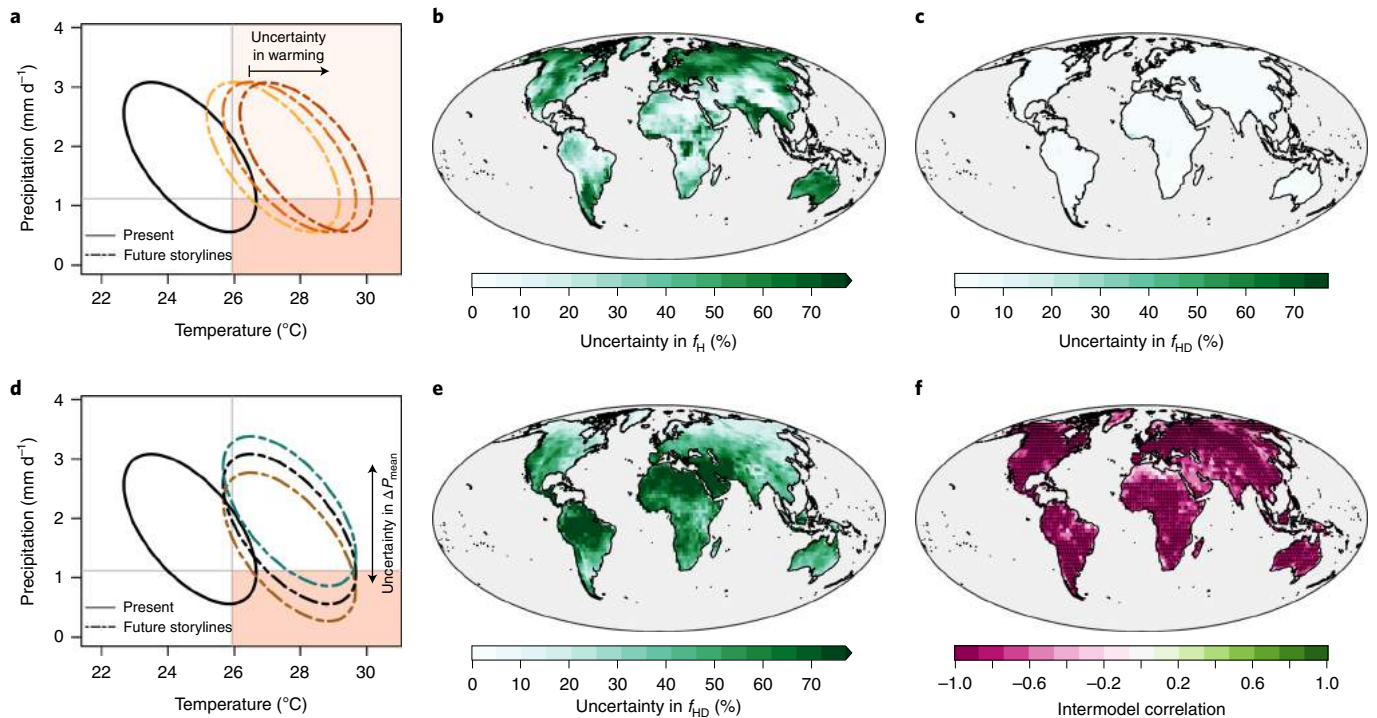 a
Precipitation (mm d⁻¹)
4
3
2
1
0
Uncertainty
in warming
Present
Future storylines
22 24 26 28 30
Temperature (°C)
b
0 10 20 30 40 50 60 70
Uncertainty in fH (%)
c
0 10 20 30 40 50 60 70
Uncertainty in fHD (%)
d
Precipitation (mm d⁻¹)
4
3
2
1
0
Uncertainty in ΔPmean
Present
Future storylines
22 24 26 28 30
Temperature (°C)
e
0 10 20 30 40 50 60 70
Uncertainty in fHD (%)
f
−1.0 −0.6 −0.2 0.2 0.6 1.0
Intermodel correlation